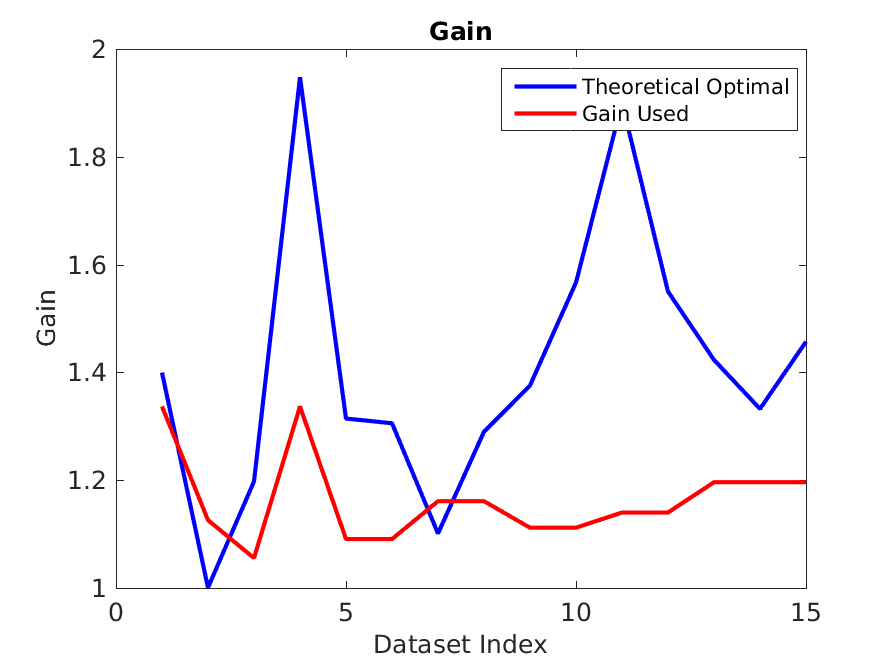 Gain
Theoretical Optimal
Gain Used
2
1.8
1.6
1.4
1.2
1
Gain
0 5 10 15
Dataset Index